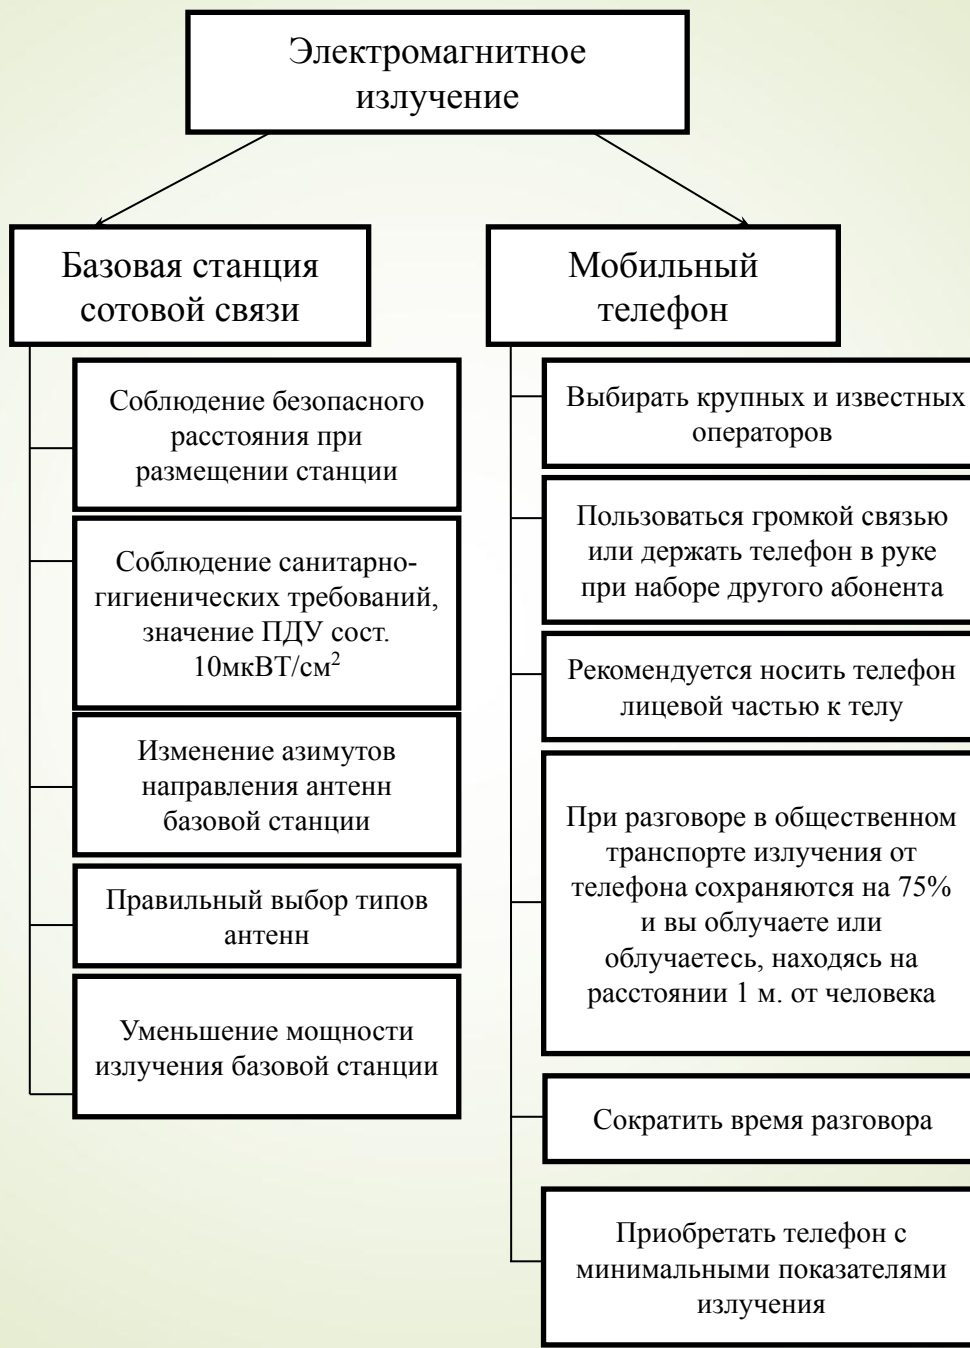 Электромагнитное
излучение
Базовая станция
сотовой связи
Соблюдение безопасного
расстояния при
размещении станции
Соблюдение санитарно-
гигиенических требований,
значение ПДУ сост.
10мкВТ/см²
Изменение азимутов
направления антенн
базовой станции
Правильный выбор типов
антенн
Уменьшение мощности
излучения базовой станции
Мобильный
телефон
Выбирать крупных и известных
операторов
Пользоваться громкой связью
или держать телефон в руке
при наборе другого абонента
Рекомендуется носить телефон
лицевой частью к телу
При разговоре в общественном
транспорте излучения от
телефона сохраняются на 75%
и вы облучаете или
облучаетесь, находясь на
расстоянии 1 м. от человека
Сократить время разговора
Приобретать телефон с
минимальными показателями
излучения